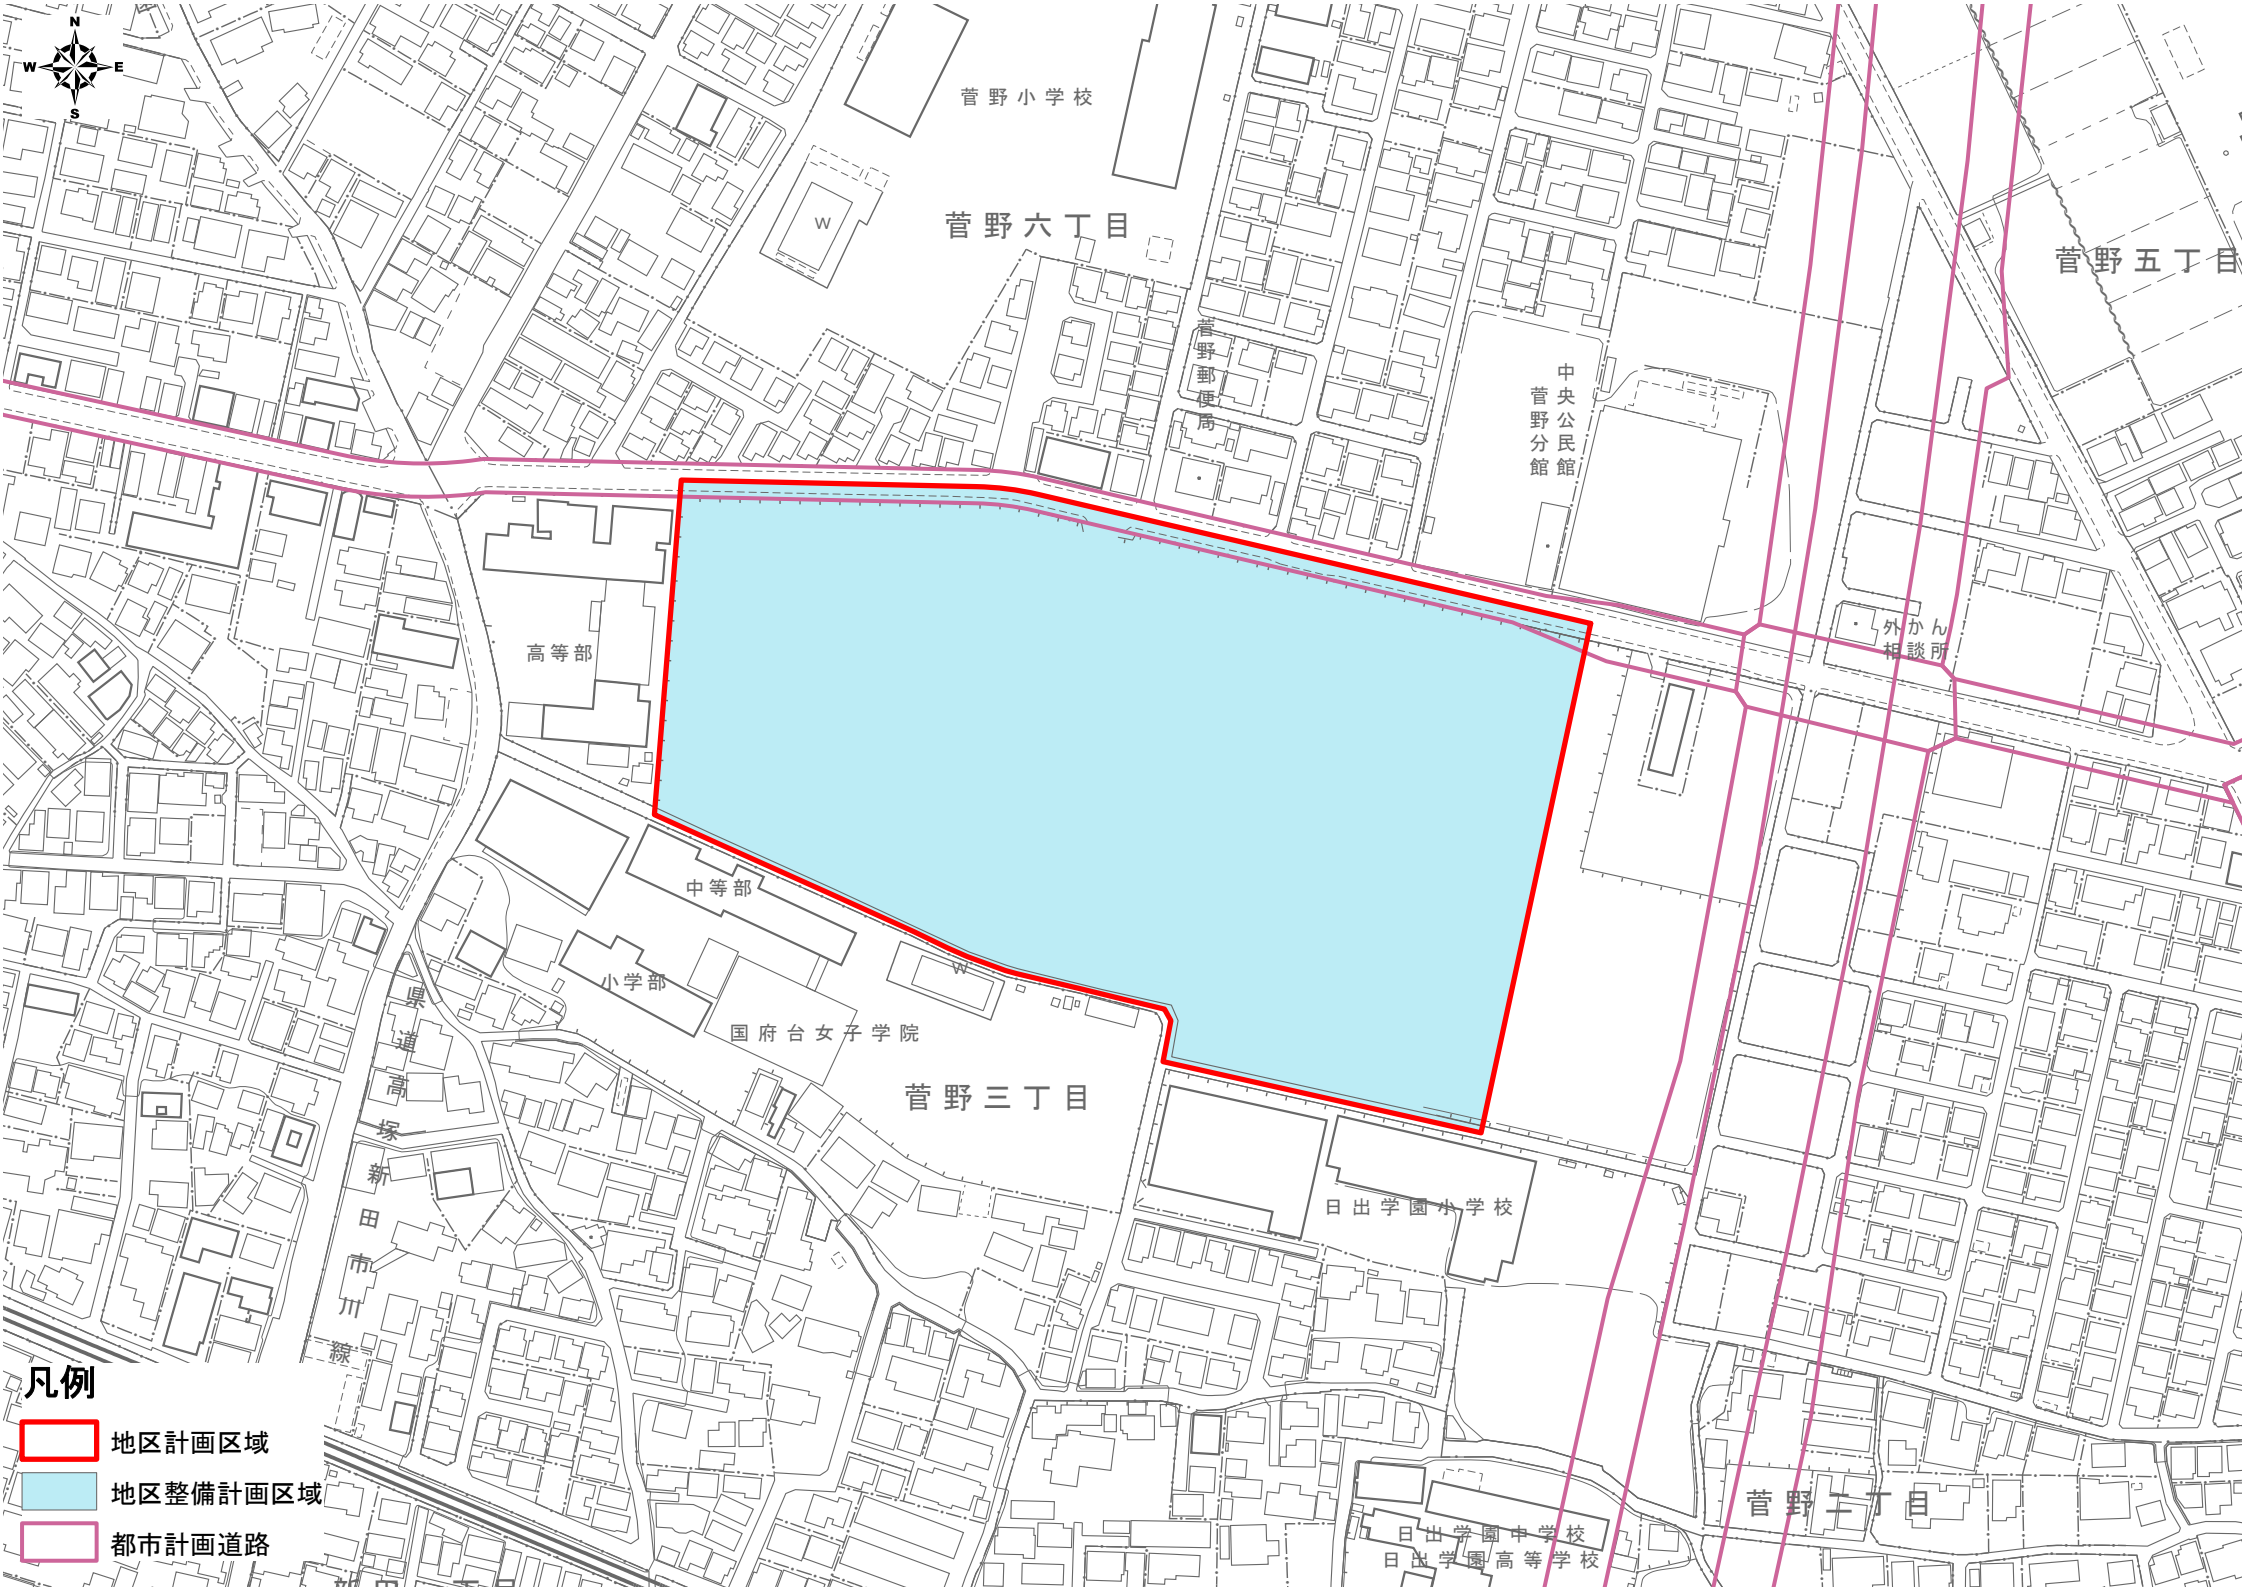 N
W
E
S
菅野小学校
W
菅野六丁目
菅野五丁目
菅野郵便局
中央公民館
菅野分館
外かん
相談所
高等部
中等部
小学部
W
国府台女子学院
菅野三丁目
県道高塚新田市川線
日出学園小学校
菅野二丁目
日出学園中学校
日出学園高等学校
凡例
地区計画区域
地区整備計画区域
都市計画道路